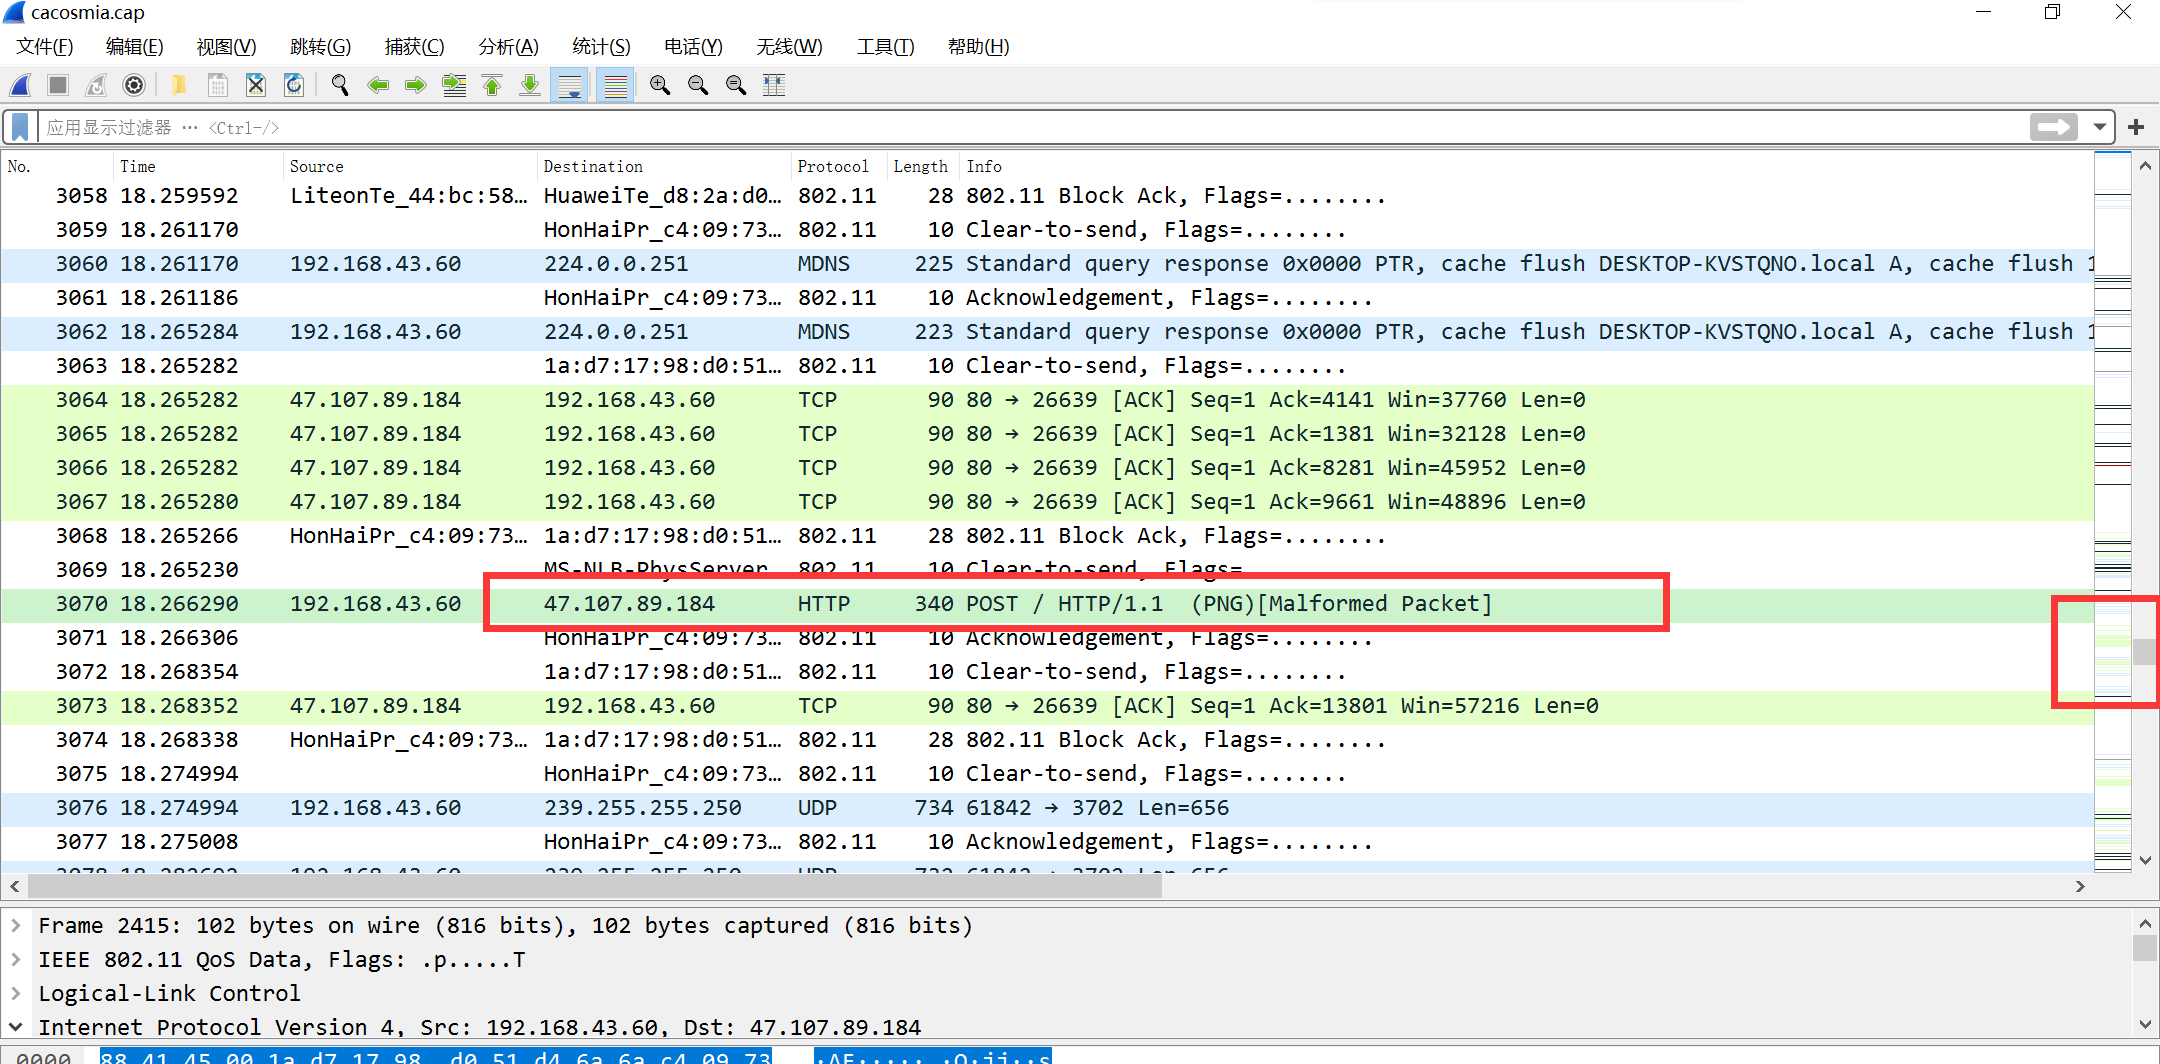 cacosmia.cap
文件(F) 编辑(E) 视图(V) 跳转(G) 捕获(C) 分析(A) 统计(S) 电话(Y) 无线(W) 工具(T) 帮助(H)
应用显示过滤器 … <Ctrl-/>
No. Time Source Destination Protocol Length Info
3058 18.259592 LiteonTe_44:bc:58… HuaweiTe_d8:2a:d0… 802.11 28 802.11 Block Ack, Flags=........
3059 18.261170 HonHaiPr_c4:09:73… 802.11 10 Clear-to-send, Flags=........
3060 18.261170 192.168.43.60 224.0.0.251 MDNS 225 Standard query response 0x0000 PTR, cache flush DESKTOP-KVSTQNO.local A, cache flush 1
3061 18.261186 HonHaiPr_c4:09:73… 802.11 10 Acknowledgement, Flags=........
3062 18.265284 192.168.43.60 224.0.0.251 MDNS 223 Standard query response 0x0000 PTR, cache flush DESKTOP-KVSTQNO.local A, cache flush 1
3063 18.265282 1a:d7:17:98:d0:51… 802.11 10 Clear-to-send, Flags=........
3064 18.265282 47.107.89.184 192.168.43.60 TCP 90 80 → 26639 [ACK] Seq=1 Ack=4141 Win=37760 Len=0
3065 18.265282 47.107.89.184 192.168.43.60 TCP 90 80 → 26639 [ACK] Seq=1 Ack=1381 Win=32128 Len=0
3066 18.265282 47.107.89.184 192.168.43.60 TCP 90 80 → 26639 [ACK] Seq=1 Ack=8281 Win=45952 Len=0
3067 18.265280 47.107.89.184 192.168.43.60 TCP 90 80 → 26639 [ACK] Seq=1 Ack=9661 Win=48896 Len=0
3068 18.265266 HonHaiPr_c4:09:73… 1a:d7:17:98:d0:51… 802.11 28 802.11 Block Ack, Flags=........
3069 18.265230 MS-NLB-PhysServer 802.11 10 Clear-to-send, Flags=
3070 18.266290 192.168.43.60 47.107.89.184 HTTP 340 POST / HTTP/1.1 (PNG)[Malformed Packet]
3071 18.266306 HonHaiPr_c4:09:73… 802.11 10 Acknowledgement, Flags=........
3072 18.268354 1a:d7:17:98:d0:51… 802.11 10 Clear-to-send, Flags=........
3073 18.268352 47.107.89.184 192.168.43.60 TCP 90 80 → 26639 [ACK] Seq=1 Ack=13801 Win=57216 Len=0
3074 18.268338 HonHaiPr_c4:09:73… 1a:d7:17:98:d0:51… 802.11 28 802.11 Block Ack, Flags=........
3075 18.274994 HonHaiPr_c4:09:73… 802.11 10 Clear-to-send, Flags=........
3076 18.274994 192.168.43.60 239.255.255.250 UDP 734 61842 → 3702 Len=656
3077 18.275008 HonHaiPr_c4:09:73… 802.11 10 Acknowledgement, Flags=........
Frame 2415: 102 bytes on wire (816 bits), 102 bytes captured (816 bits)
IEEE 802.11 QoS Data, Flags: .p.....T
Logical-Link Control
Internet Protocol Version 4, Src: 192.168.43.60, Dst: 47.107.89.184
0000 88 41 45 00 1a d7 17 98 d0 51 d4 6a 6a c4 09 73